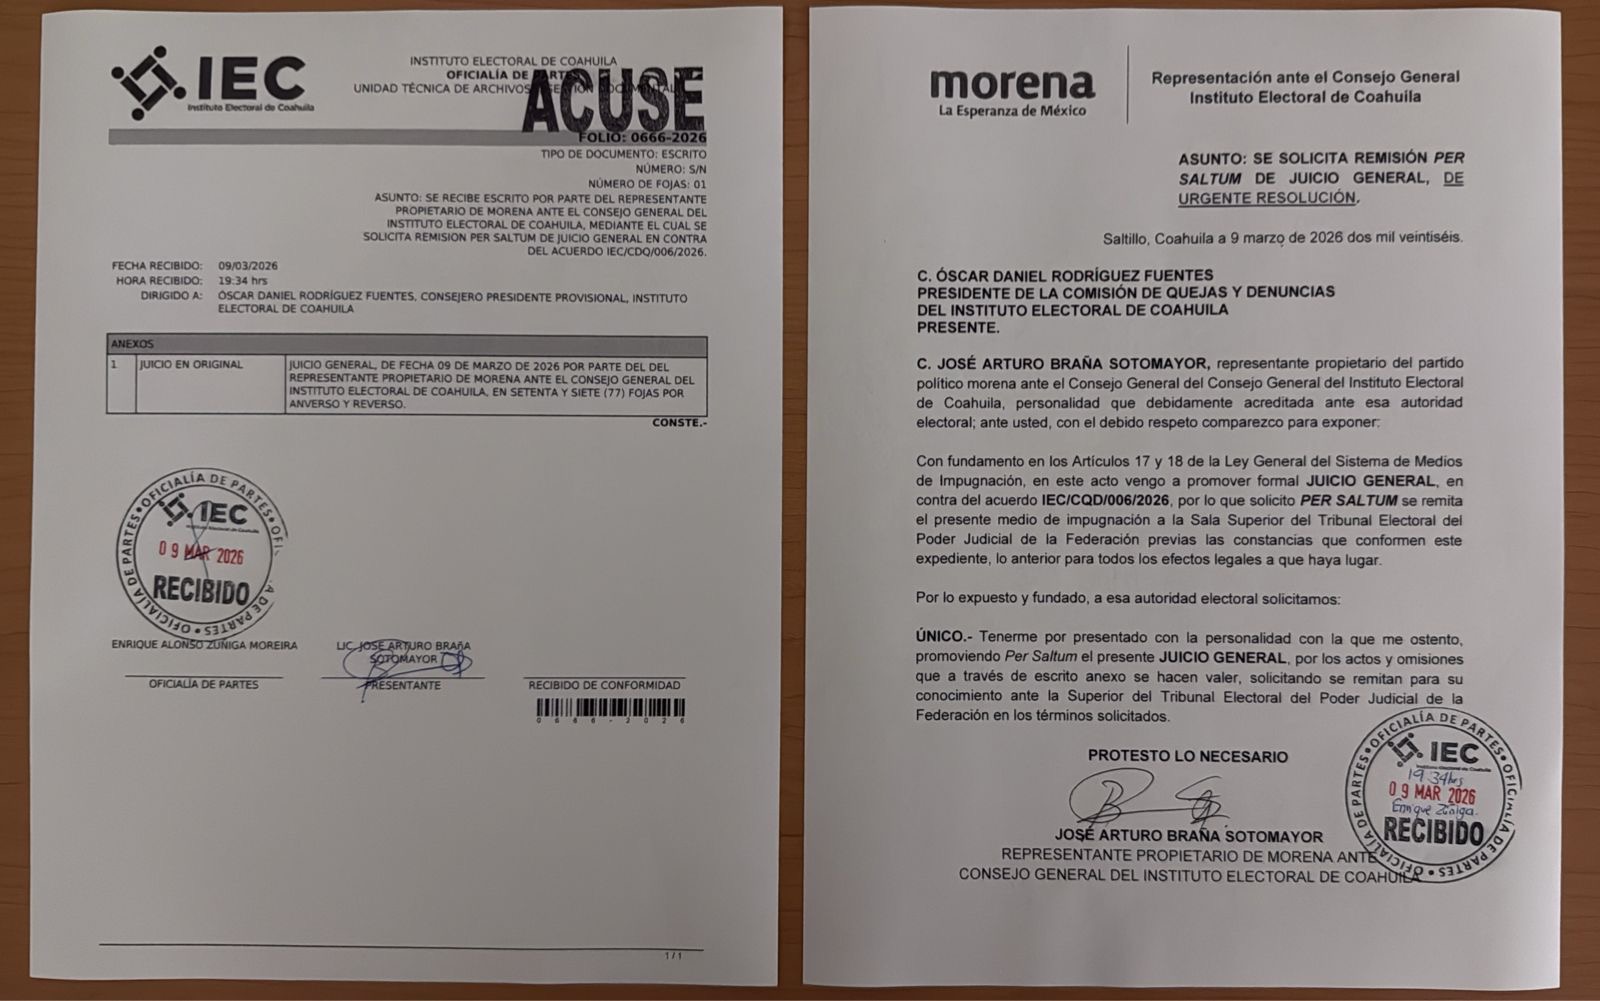 IEC
Instituto Electoral de Coahuila
INSTITUTO ELECTORAL DE COAHUILA
OFICIALÍA DE PARTES
UNIDAD TÉCNICA DE ARCHIVOS GESTIÓN DOCUMENTAL
ACUSE
FOLIO: 0666-2026
TIPO DE DOCUMENTO: ESCRITO
NÚMERO: S/N
NÚMERO DE FOJAS: 01
ASUNTO: SE RECIBE ESCRITO POR PARTE DEL REPRESENTANTE
PROPIETARIO DE MORENA ANTE EL CONSEJO GENERAL DEL
INSTITUTO ELECTORAL DE COAHUILA, MEDIANTE EL CUAL SE
SOLICITA REMISION PER SALTUM DE JUICIO GENERAL EN CONTRA
DEL ACUERDO IEC/CDQ/006/2026.
FECHA RECIBIDO: 09/03/2026
HORA RECIBIDO: 19:34 hrs
DIRIGIDO A: ÓSCAR DANIEL RODRÍGUEZ FUENTES, CONSEJERO PRESIDENTE PROVISIONAL, INSTITUTO
ELECTORAL DE COAHUILA
ANEXOS
1 JUICIO EN ORIGINAL JUICIO GENERAL, DE FECHA 09 DE MARZO DE 2026 POR PARTE DEL DEL
REPRESENTANTE PROPIETARIO DE MORENA ANTE EL CONSEJO GENERAL DEL
INSTITUTO ELECTORAL DE COAHUILA, EN SETENTA Y SIETE (77) FOJAS POR
ANVERSO Y REVERSO.
CONSTE.-
OFICIALÍA DE PARTES
IEC
Instituto Electoral de Coahuila
09 MAR 2026
RECIBIDO
OFICIALÍA DE PARTES
ENRIQUE ALONSO ZUÑIGA MOREIRA
LIC. JOSE ARTURO BRAÑA
SOTOMAYOR
OFICIALÍA DE PARTES
PRESENTANTE
RECIBIDO DE CONFORMIDAD
0666-2026
1/1
morena
La Esperanza de México
Representación ante el Consejo General
Instituto Electoral de Coahuila
ASUNTO: SE SOLICITA REMISIÓN PER
SALTUM DE JUICIO GENERAL, DE
URGENTE RESOLUCIÓN.
Saltillo, Coahuila a 9 marzo de 2026 dos mil veintiséis.
C. ÓSCAR DANIEL RODRÍGUEZ FUENTES
PRESIDENTE DE LA COMISIÓN DE QUEJAS Y DENUNCIAS
DEL INSTITUTO ELECTORAL DE COAHUILA
PRESENTE.
C. JOSÉ ARTURO BRAÑA SOTOMAYOR, representante propietario del partido
político morena ante el Consejo General del Consejo General del Instituto Electoral
de Coahuila, personalidad que debidamente acreditada ante esa autoridad
electoral; ante usted, con el debido respeto comparezco para exponer:
Con fundamento en los Artículos 17 y 18 de la Ley General del Sistema de Medios
de Impugnación, en este acto vengo a promover formal JUICIO GENERAL, en
contra del acuerdo IEC/CQD/006/2026, por lo que solicito PER SALTUM se remita
el presente medio de impugnación a la Sala Superior del Tribunal Electoral del
Poder Judicial de la Federación previas las constancias que conformen este
expediente, lo anterior para todos los efectos legales a que haya lugar.
Por lo expuesto y fundado, a esa autoridad electoral solicitamos:
ÚNICO.- Tenerme por presentado con la personalidad con la que me ostento,
promoviendo Per Saltum el presente JUICIO GENERAL, por los actos y omisiones
que a través de escrito anexo se hacen valer, solicitando se remitan para su
conocimiento ante la Superior del Tribunal Electoral del Poder Judicial de la
Federación en los términos solicitados.
PROTESTO LO NECESARIO
JOSÉ ARTURO BRAÑA SOTOMAYOR
REPRESENTANTE PROPIETARIO DE MORENA ANTE
CONSEJO GENERAL DEL INSTITUTO ELECTORAL DE COAHUILA
OFICIALÍA DE PARTES
IEC
Instituto Electoral de Coahuila
19:34hrs
09 MAR 2026
Enrique Zúñiga.
RECIBIDO
OFICIALÍA DE PARTES